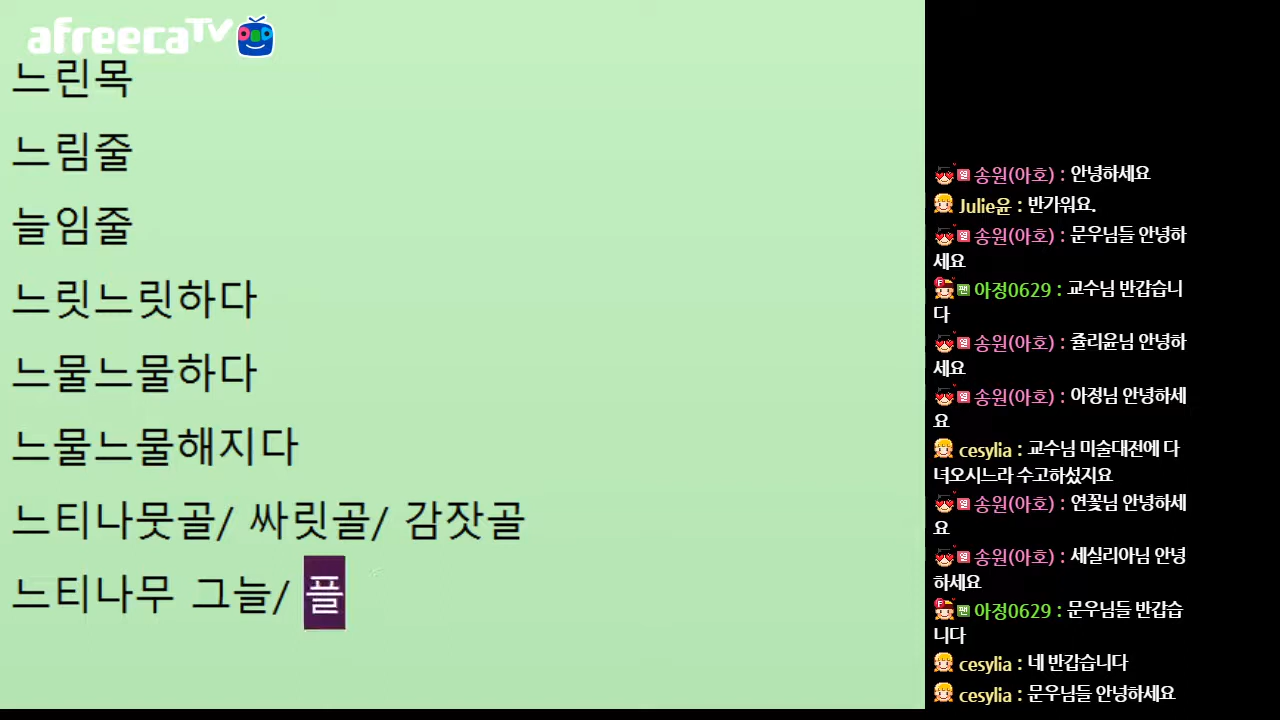 afreecaTV
느린목
느림줄
늘임줄
느릿느릿하다
느물느물하다
느물느물해지다
느티나뭇골/ 싸릿골/ 감잣골
느티나무 그늘/ 플
송원(아호) : 안녕하세요
Julie윤 : 반가워요.
송원(아호) : 문우님들 안녕하
세요
아정0629 : 교수님 반갑습니
다
송원(아호) : 쥴리윤님 안녕하
세요
송원(아호) : 아정님 안녕하세
요
cesylia : 교수님 미술대전에 다
녀오시느라 수고하셨지요
송원(아호) : 연꽃님 안녕하세
요
송원(아호) : 세실리아님 안녕
하세요
아정0629 : 문우님들 반갑습
니다
cesylia : 네 반갑습니다
cesylia : 문우님들 안넝하세요